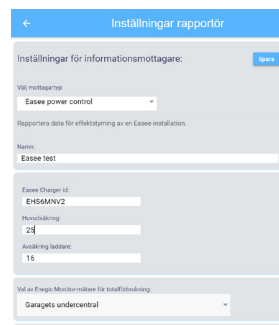 Inställningar rapportör
Inställningar för informationsmottagare:
Spara
Välj mottagartyp
Easee power control
Rapportera data för effektstyrning av en Easee installation.
Namn:
Easee test
Easee Charger id:
EHS6MNV2
Huvudsäkring:
25
Avsäkring laddare:
16
Val av Enegic Monitor-mätare för totalförbrukning:
Garagets undercentral